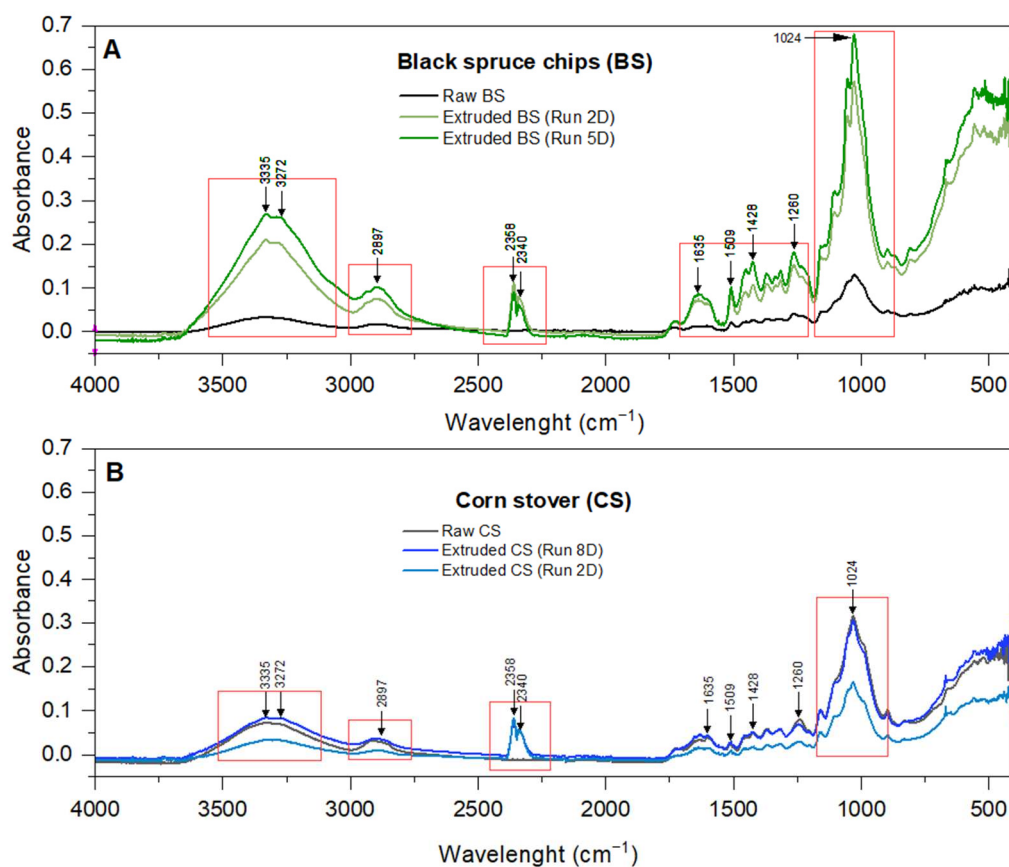 A
Black spruce chips (BS)
Raw BS
Extruded BS (Run 2D)
Extruded BS (Run 5D)
3335
3272
2897
2358
2340
1635
1509
1428
1260
1024
Absorbance
0.7
0.6
0.5
0.4
0.3
0.2
0.1
0.0
4000 3500 3000 2500 2000 1500 1000 500
Wavelenght (cm⁻¹)
B
Corn stover (CS)
Raw CS
Extruded CS (Run 8D)
Extruded CS (Run 2D)
3335
3272
2897
2358
2340
1635
1509
1428
1260
1024
Absorbance
0.7
0.6
0.5
0.4
0.3
0.2
0.1
0.0
4000 3500 3000 2500 2000 1500 1000 500
Wavelenght (cm⁻¹)